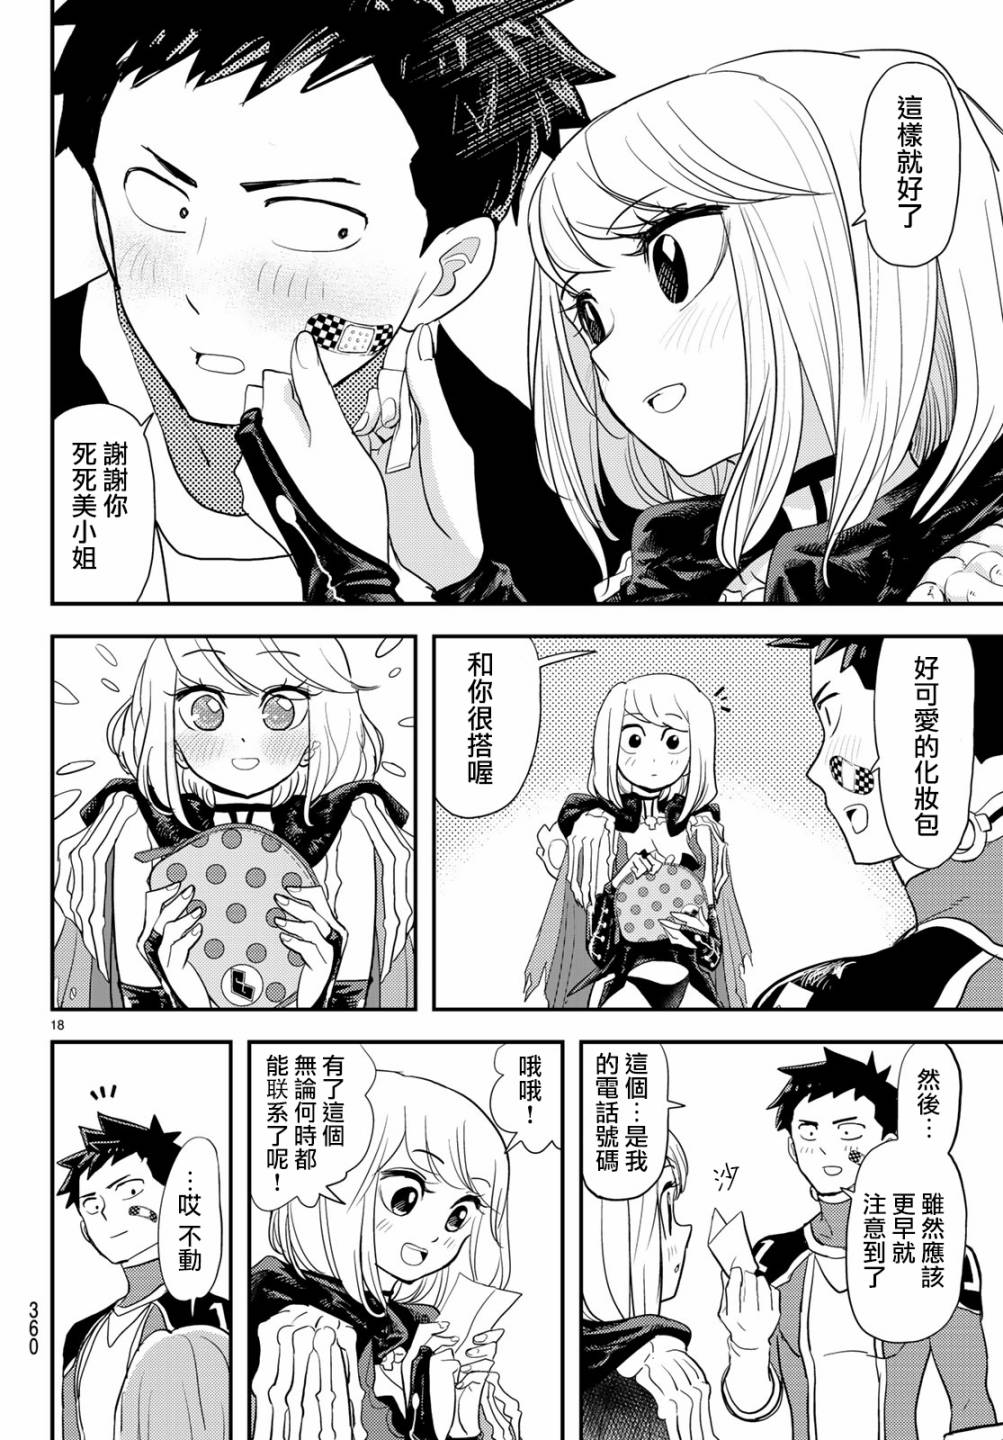 這樣就好了
謝謝你
死死美小姐
好可愛的化妝包
和你很搭喔
然後…
雖然應該
更早就
注意到了
這個…是我
的電話號碼
哦哦！
有了這個
無論何時都
能联系了呢！
…哎 不動
18
360